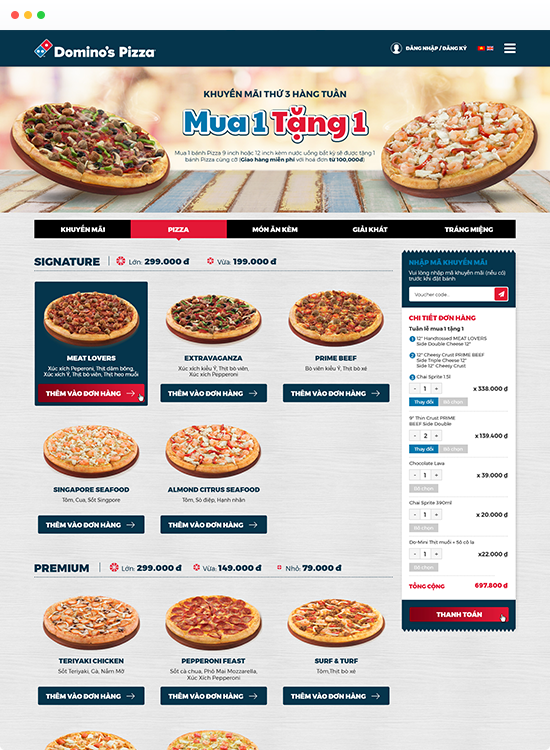 Domino's Pizza
ĐĂNG NHẬP / ĐĂNG KÝ
KHUYẾN MÃI THỨ 3 HÀNG TUẦN
Mua 1 Tặng 1
Mua 1 bánh Pizza 9 inch hoặc 12 inch kèm nước uống bất kỳ sẽ được tặng 1
bánh Pizza cùng cỡ (Giao hàng miễn phí với hoá đơn từ 100,000đ)
KHUYẾN MÃI
PIZZA
MÓN ĂN KÈM
GIẢI KHÁT
TRÁNG MIỆNG
SIGNATURE
Lớn: 299.000 đ
Vừa: 199.000 đ
MEAT LOVERS
Xúc xích Peperoni, Thịt dăm bông,
Xúc xích Ý, Thịt bò viên, Thịt heo muối
THÊM VÀO ĐƠN HÀNG
EXTRAVAGANZA
Xúc xích kiểu Ý, Thịt bò viên,
Xúc xích Pepperoni
THÊM VÀO ĐƠN HÀNG
PRIME BEEF
Bò viên kiểu Ý, Thịt bò xé
THÊM VÀO ĐƠN HÀNG
SINGAPORE SEAFOOD
Tôm, Cua, Sốt Singpore
THÊM VÀO ĐƠN HÀNG
ALMOND CITRUS SEAFOOD
Tôm, Sò điệp, Hạnh nhân
THÊM VÀO ĐƠN HÀNG
PREMIUM
Lớn: 299.000 đ
Vừa: 149.000 đ
Nhỏ: 79.000 đ
TERIYAKI CHICKEN
Sốt Teriyaki, Gà, Nấm Mỡ
THÊM VÀO ĐƠN HÀNG
PEPPERONI FEAST
Sốt cà chua, Phó Mai Mozzarella,
Xúc Xích Pepperoni
THÊM VÀO ĐƠN HÀNG
SURF & TURF
Tôm,Thịt bò xé
THÊM VÀO ĐƠN HÀNG
NHẬP MÃ KHUYẾN MÃI
Vui lòng nhập mã khuyến mãi (nếu có)
trước khi đặt bánh
Voucher code...
CHI TIẾT ĐƠN HÀNG
Tuần lễ mua 1 tặng 1
1 12" Handtossed MEAT LOVERS
Side Double Cheese 12"
2 12" Cheesy Crust PRIME BEEF
Side Triple Cheese 12"
Side 12" Cheesy Crust
3 Chai Sprite 1.5l
- 1 +
x 338.000 đ
Thay đổi
Bỏ chọn
9" Thin Crust PRIME
BEEF Side Double
- 2 +
x 139.400 đ
Thay đổi
Bỏ chọn
Chocolate Lava
- 1 +
x 39.000 đ
Bỏ chọn
Chai Sprite 390ml
- 1 +
x 20.000 đ
Bỏ chọn
Do-Mini Thịt muối + Sò cô la
- 1 +
x22.000 đ
Bỏ chọn
TỔNG CỘNG
697.800 đ
THANH TOÁN